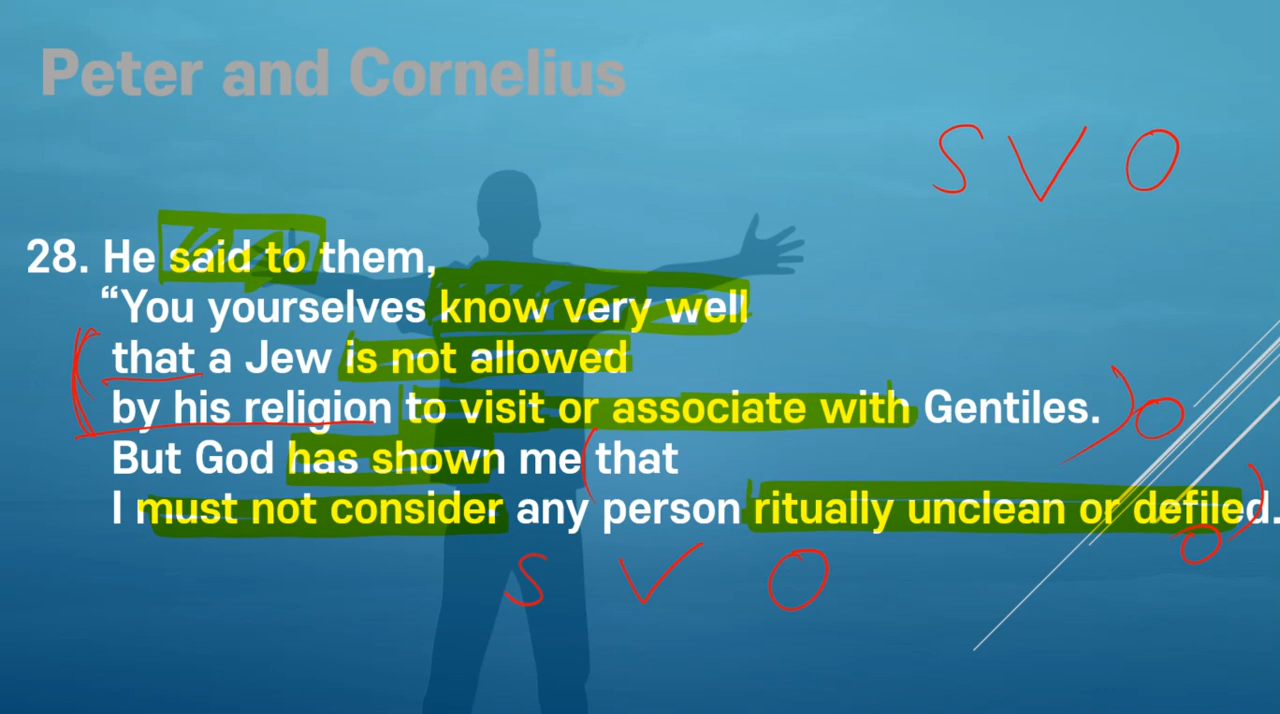 Peter and Cornelius
S V O
28. He said to them,
“You yourselves know very well
that a Jew is not allowed
by his religion to visit or associate with Gentiles.
O
But God has shown me that
I must not consider any person ritually unclean or defiled.
O
S V O